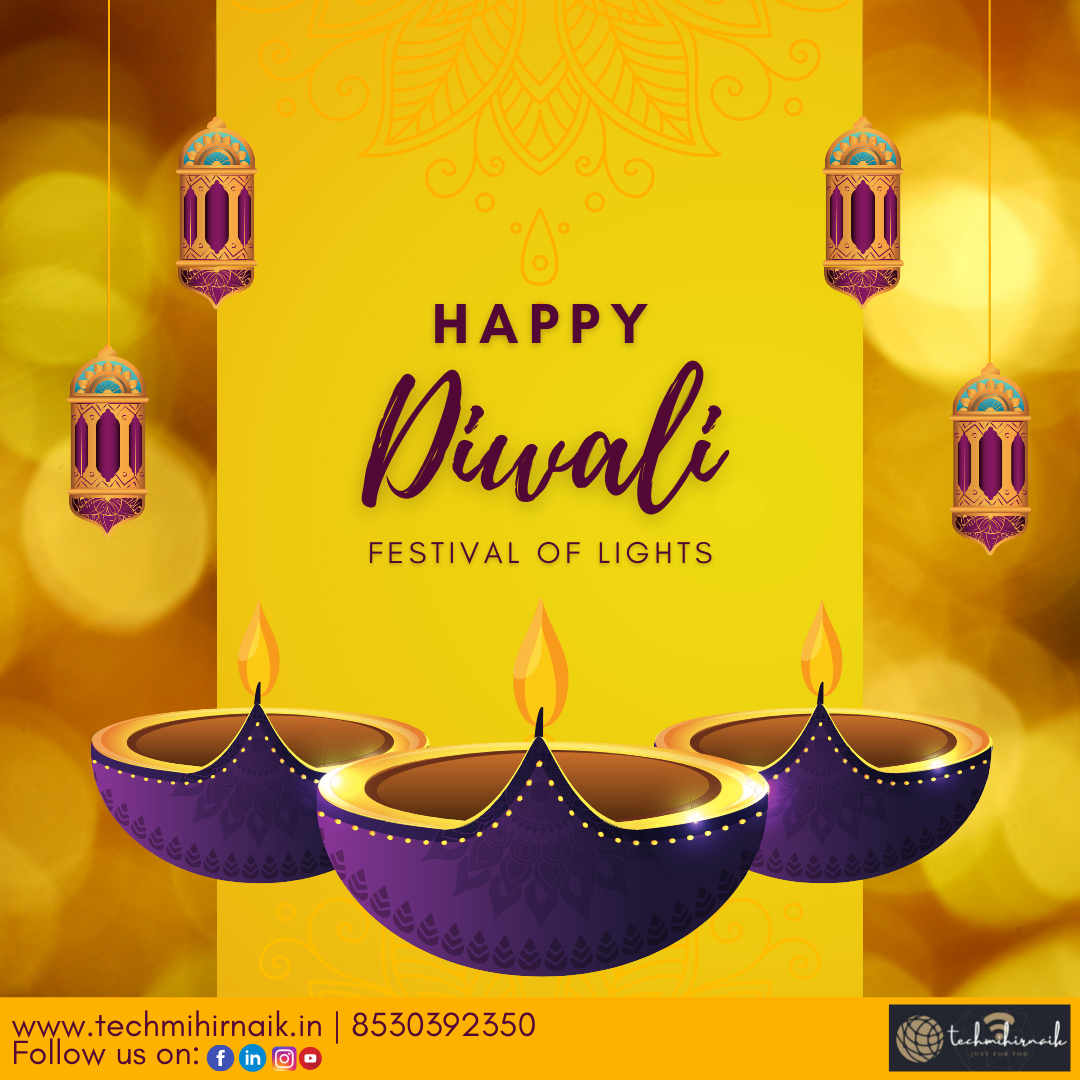 HAPPY
Diwali
FESTIVAL OF LIGHTS
www.techmihirnaik.in | 8530392350
Follow us on:
techmihirnaik
JUST FOR YOU